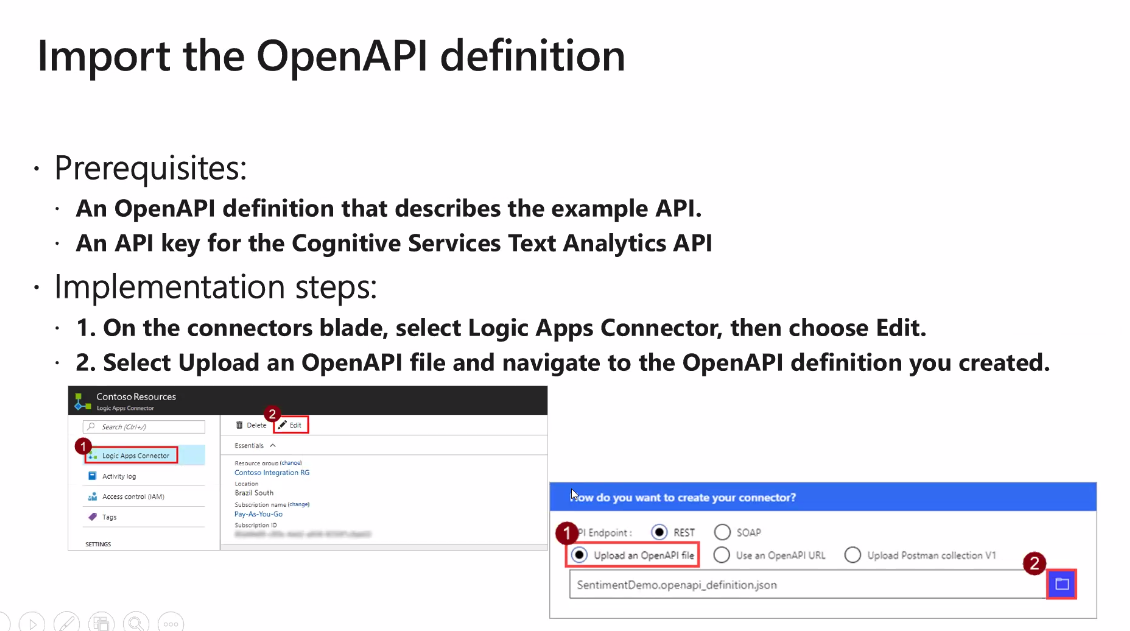 Import the OpenAPI definition
· Prerequisites:
· An OpenAPI definition that describes the example API.
· An API key for the Cognitive Services Text Analytics API
· Implementation steps:
· 1. On the connectors blade, select Logic Apps Connector, then choose Edit.
· 2. Select Upload an OpenAPI file and navigate to the OpenAPI definition you created.
Contoso Resources
Logic Apps Connector
Search (Ctrl+/)
1
Logic Apps Connector
Activity log
Access control (IAM)
Tags
SETTINGS
Delete 2 Edit
Essentials
Resource group (change)
Contoso Integration RG
Location
Brazil South
Subscription name (change)
Pay-As-You-Go
Subscription ID
How do you want to create your connector?
1 PI Endpoint: REST SOAP
Upload an OpenAPI file Use an OpenAPI URL Upload Postman collection V1
2
SentimentDemo.openapi_definition.json